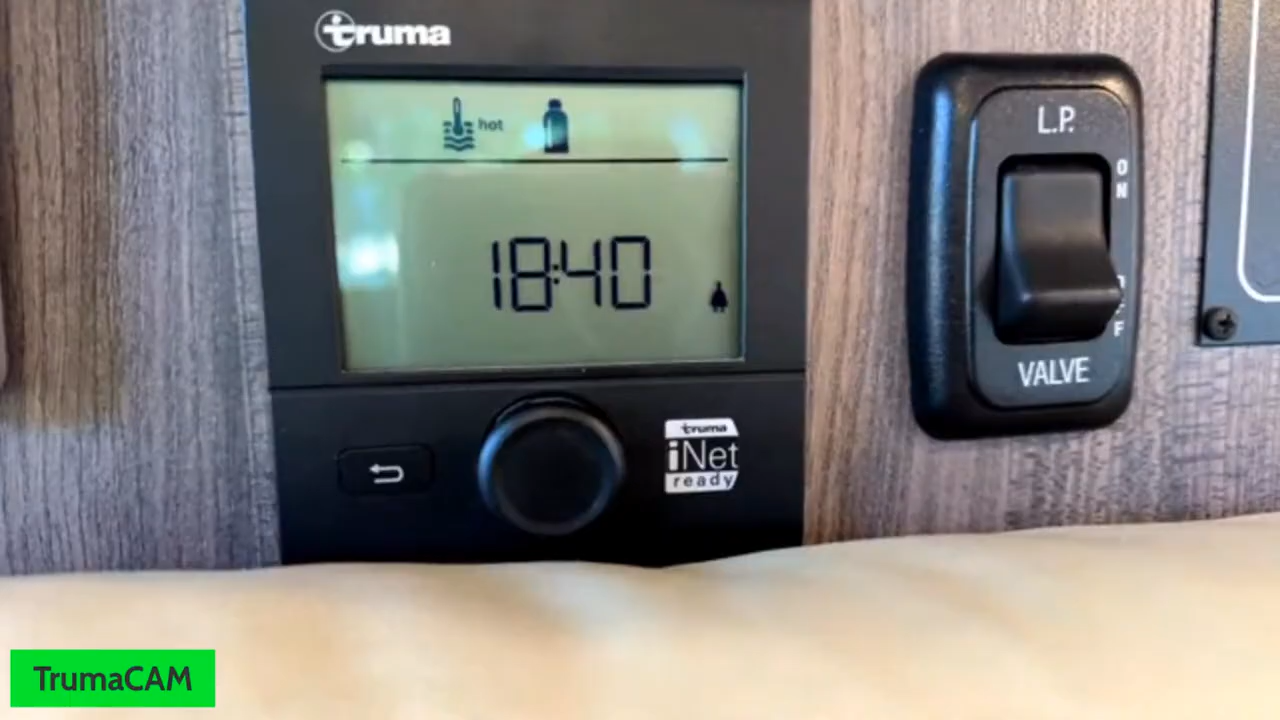 truma
hot
18:40
truma
iNet
ready
L.P.
ON
OFF
VALVE
TrumaCAM